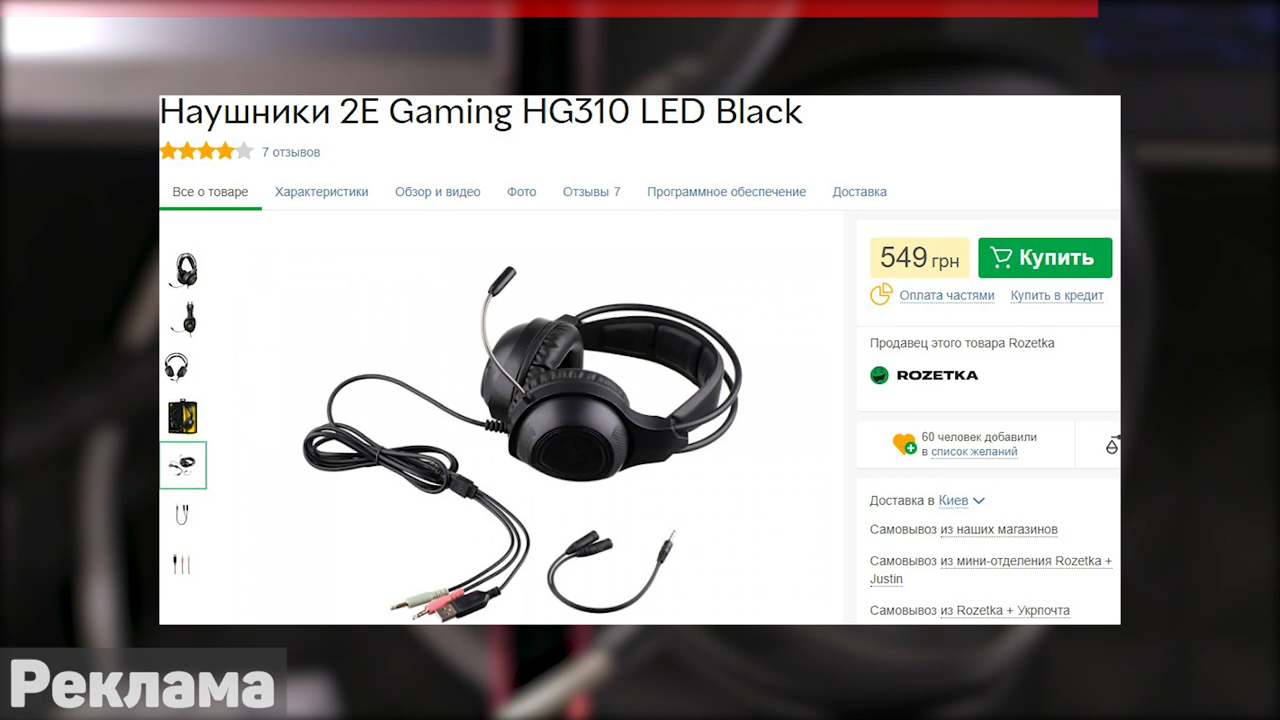 Наушники 2E Gaming HG310 LED Black
7 отзывов
Все о товаре Характеристики Обзор и видео Фото Отзывы 7 Программное обеспечение Доставка
549 грн Купить
Оплата частями Купить в кредит
Продавец этого товара Rozetka
ROZETKA
60 человек добавили
в список желаний
Доставка в Киев
Самовывоз из наших магазинов
Самовывоз из мини-отделения Rozetka +
Justin
Самовывоз из Rozetka + Укрпочта
Реклама